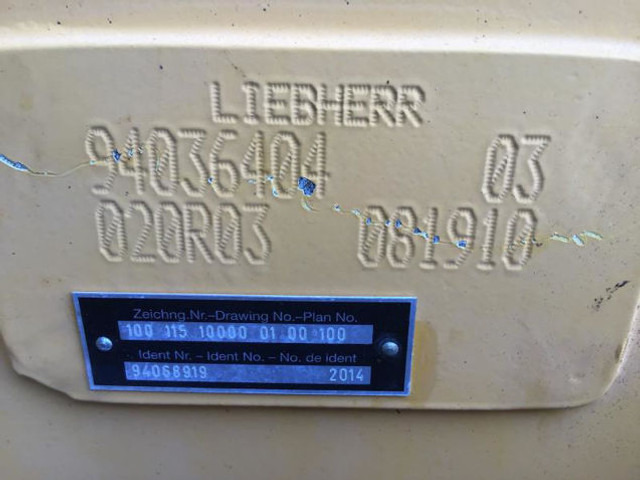 LIEBHERR
94036404 03
020R03 081910
Zeichng.Nr.-Drawing No.-Plan No.
100 115 10000 01 00 100
Ident Nr. - Ident No. - No. de ident
94068919 2014